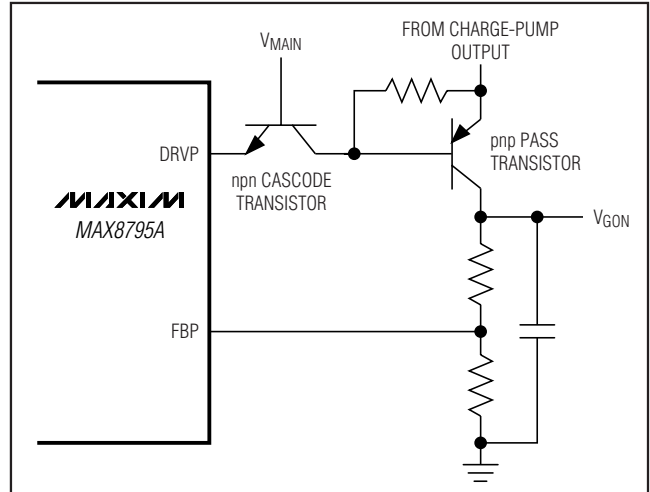 FROM CHARGE-PUMP
OUTPUT
VMAIN
DRVP
npn CASCODE
TRANSISTOR
pnp PASS
TRANSISTOR
MAXIM
MAX8795A
VGON
FBP